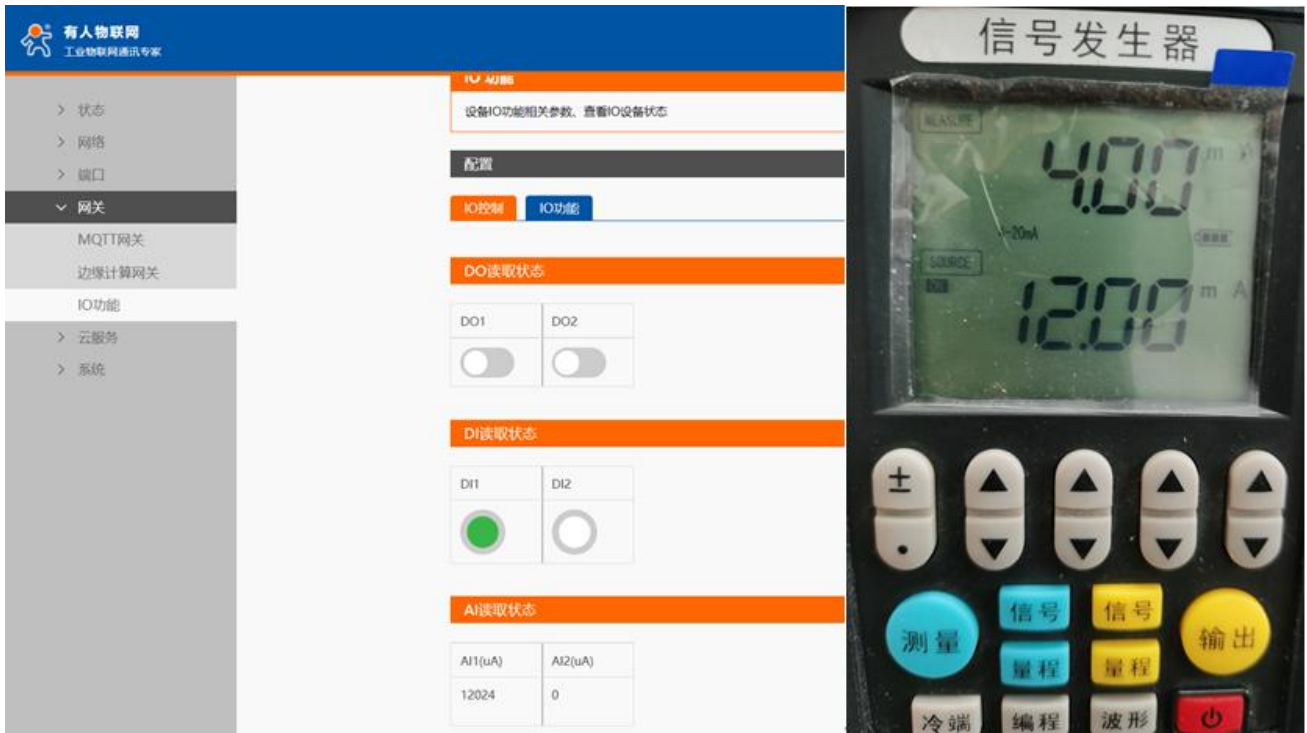 有人物联网
工业物联网通讯专家
状态
网络
端口
网关
MQTT网关
边缘计算网关
IO功能
云服务
系统
IO 功能
设备IO功能相关参数、查看IO设备状态
配置
IO控制 IO功能
DO读取状态
DO1 DO2
DI读取状态
DI1 DI2
AI读取状态
AI1(uA) AI2(uA)
12024 0
信号发生器
MEASURE
4.00 mA
SOURCE
ON
12.00 mA
±
测量
信号
信号
输出
量程
量程
冷端
编程
波形